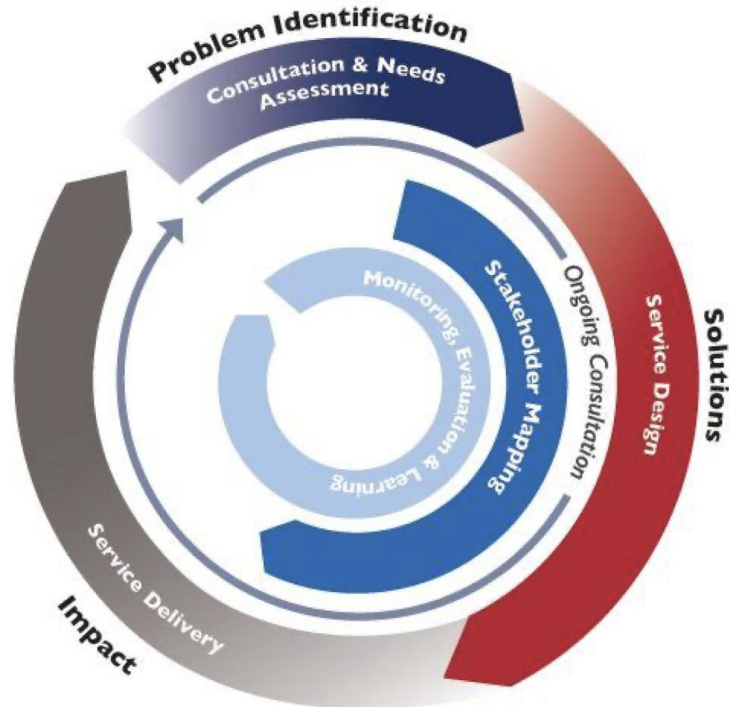 Problem Identification
Consultation & Needs
Assessment
Solutions
Service Design
Ongoing Consultation
Stakeholder Mapping
Monitoring, Evaluation & Learning
Service Delivery
Impact